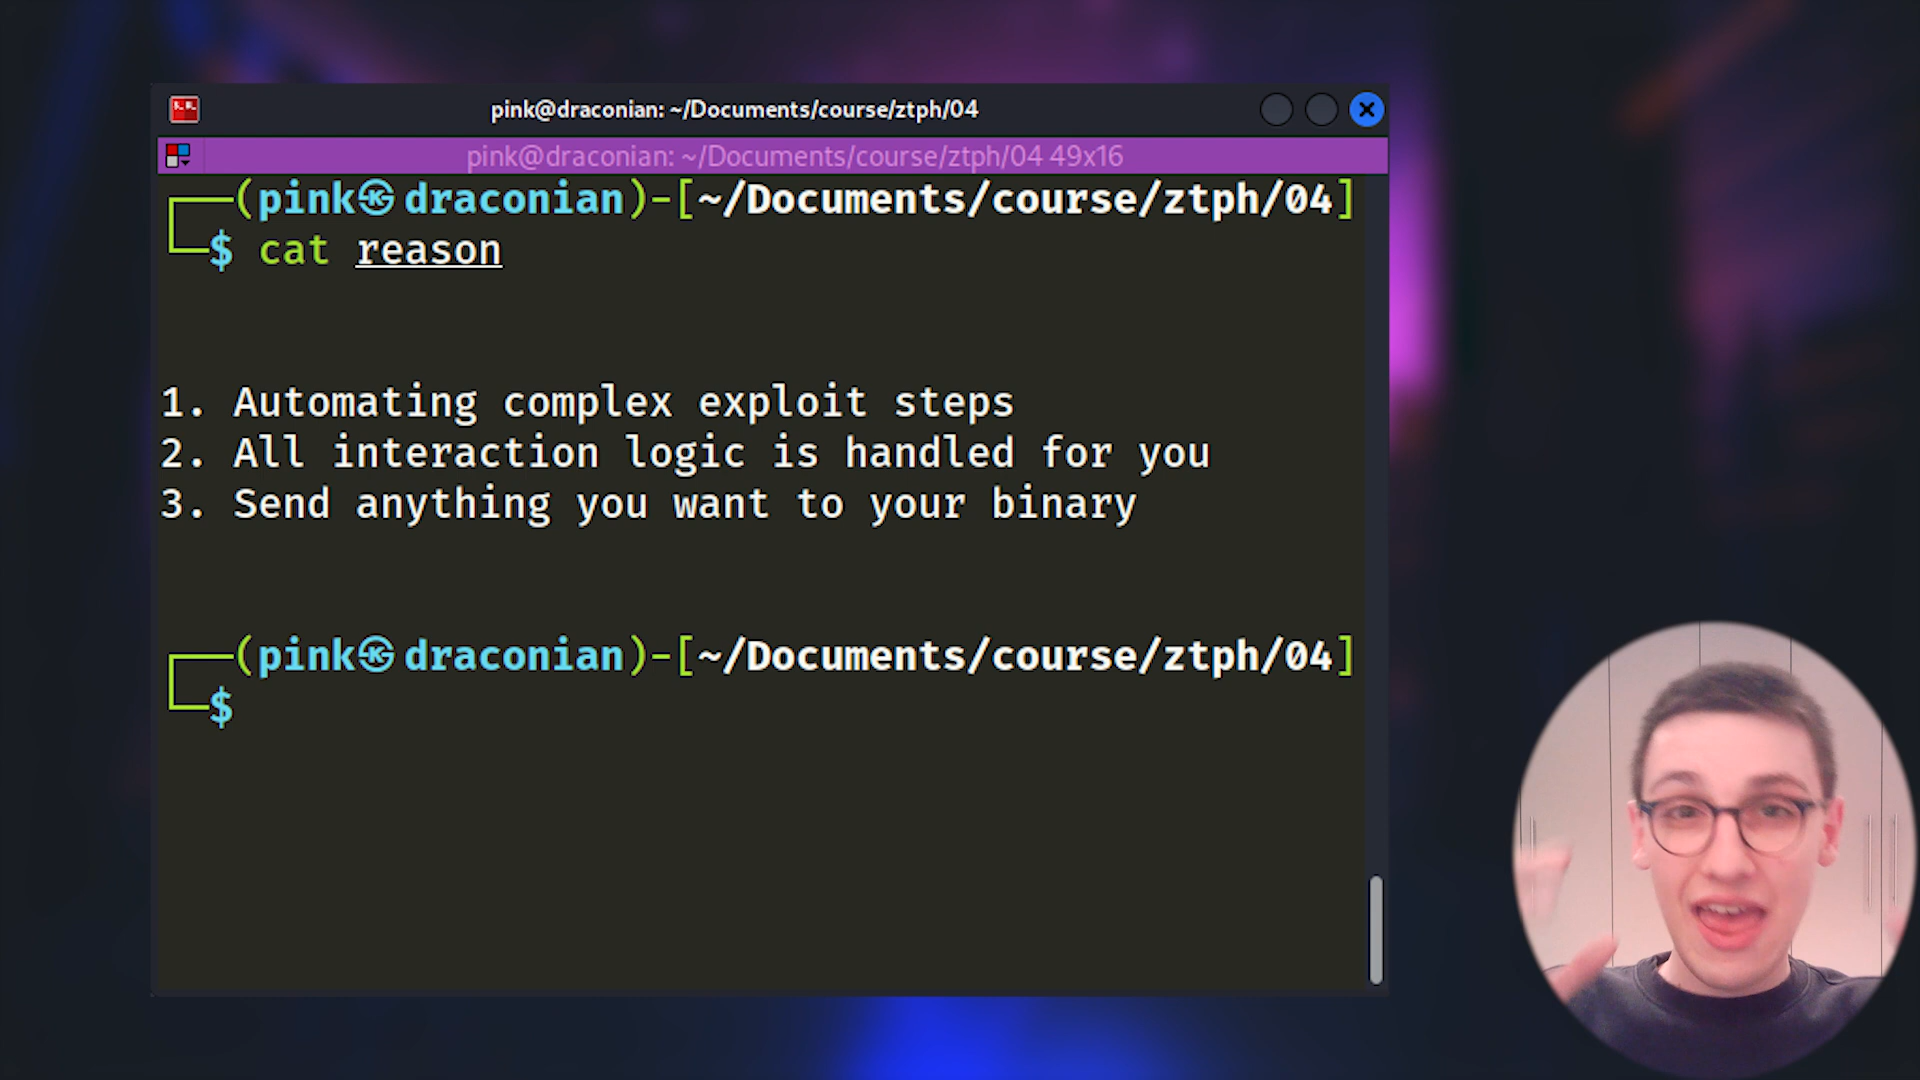 pink@draconian: ~/Documents/course/ztph/04
pink@draconian: ~/Documents/course/ztph/04 49x16
┌──(pink㉿draconian)-[~/Documents/course/ztph/04]
└─$ cat reason
1. Automating complex exploit steps
2. All interaction logic is handled for you
3. Send anything you want to your binary
┌──(pink㉿draconian)-[~/Documents/course/ztph/04]
└─$